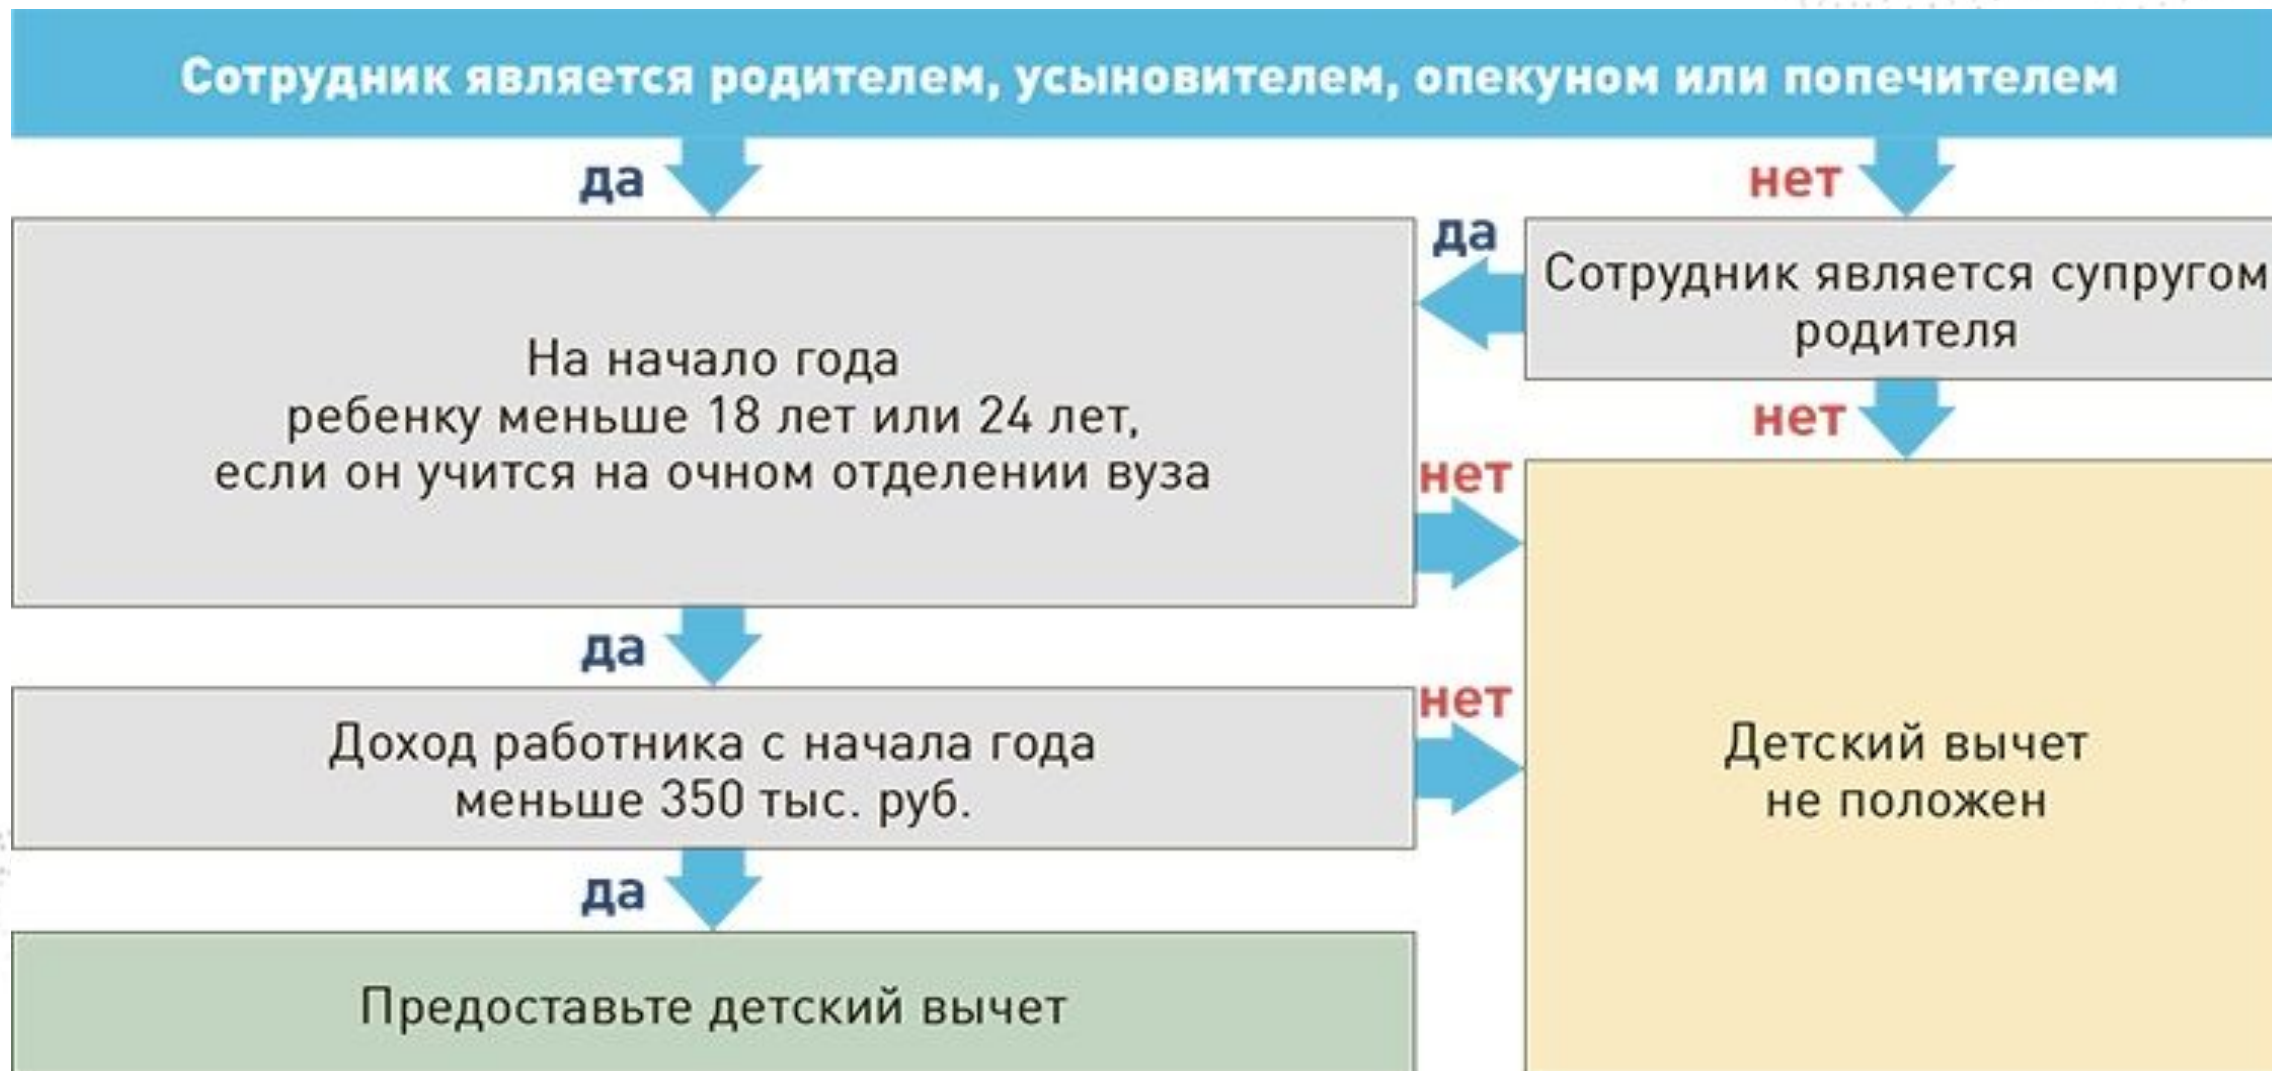 Сотрудник является родителем, усыновителем, опекуном или попечителем
да
нет
На начало года
ребенку меньше 18 лет или 24 лет,
если он учится на очном отделении вуза
да
Сотрудник является супругом
родителя
нет
нет
да
Доход работника с начала года
меньше 350 тыс. руб.
нет
Детский вычет
не положен
да
Предоставьте детский вычет